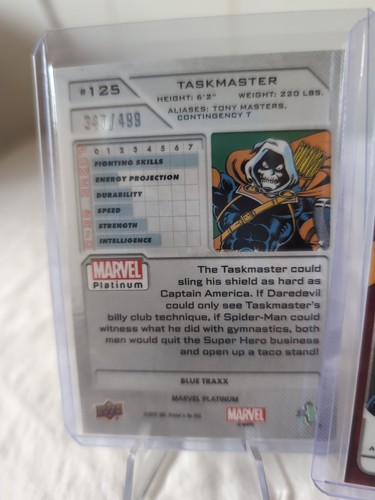 #125
TASKMASTER
HEIGHT: 6'2" WEIGHT: 220 LBS.
ALIASES: TONY MASTERS,
CONTINGENCY 7
/499
0 1 2 3 4 5 6 7
FIGHTING SKILLS
ENERGY PROJECTION
DURABILITY
SPEED
STRENGTH
INTELLIGENCE
MARVEL
Platinum
The Taskmaster could
sling his shield as hard as
Captain America. If Daredevil
could only see Taskmaster's
billy club technique, if Spider-Man could
witness what he did with gymnastics, both
men would quit the Super Hero business
and open up a taco stand!
BLUE TRAXX
MARVEL PLATINUM
UPPER DECK
MARVEL